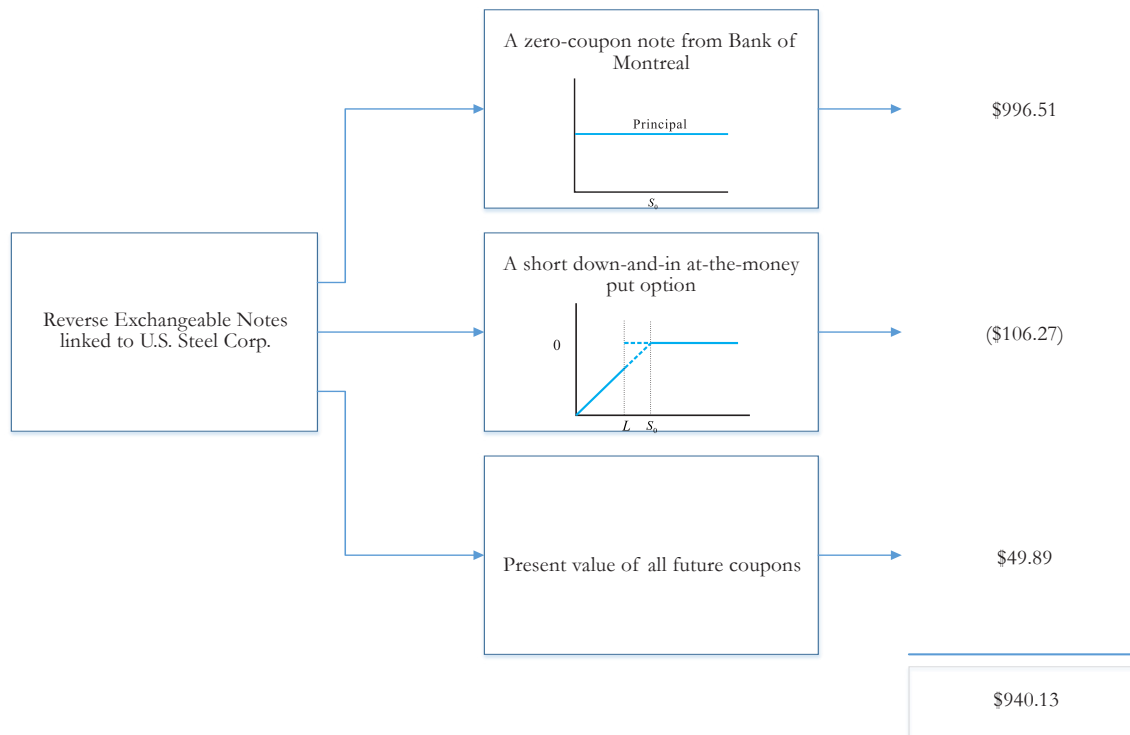 A zero-coupon note from Bank of
Montreal
Principal
S₀
$996.51
Reverse Exchangeable Notes
linked to U.S. Steel Corp.
A short down-and-in at-the-money
put option
0
L S₀
($106.27)
Present value of all future coupons
$49.89
$940.13